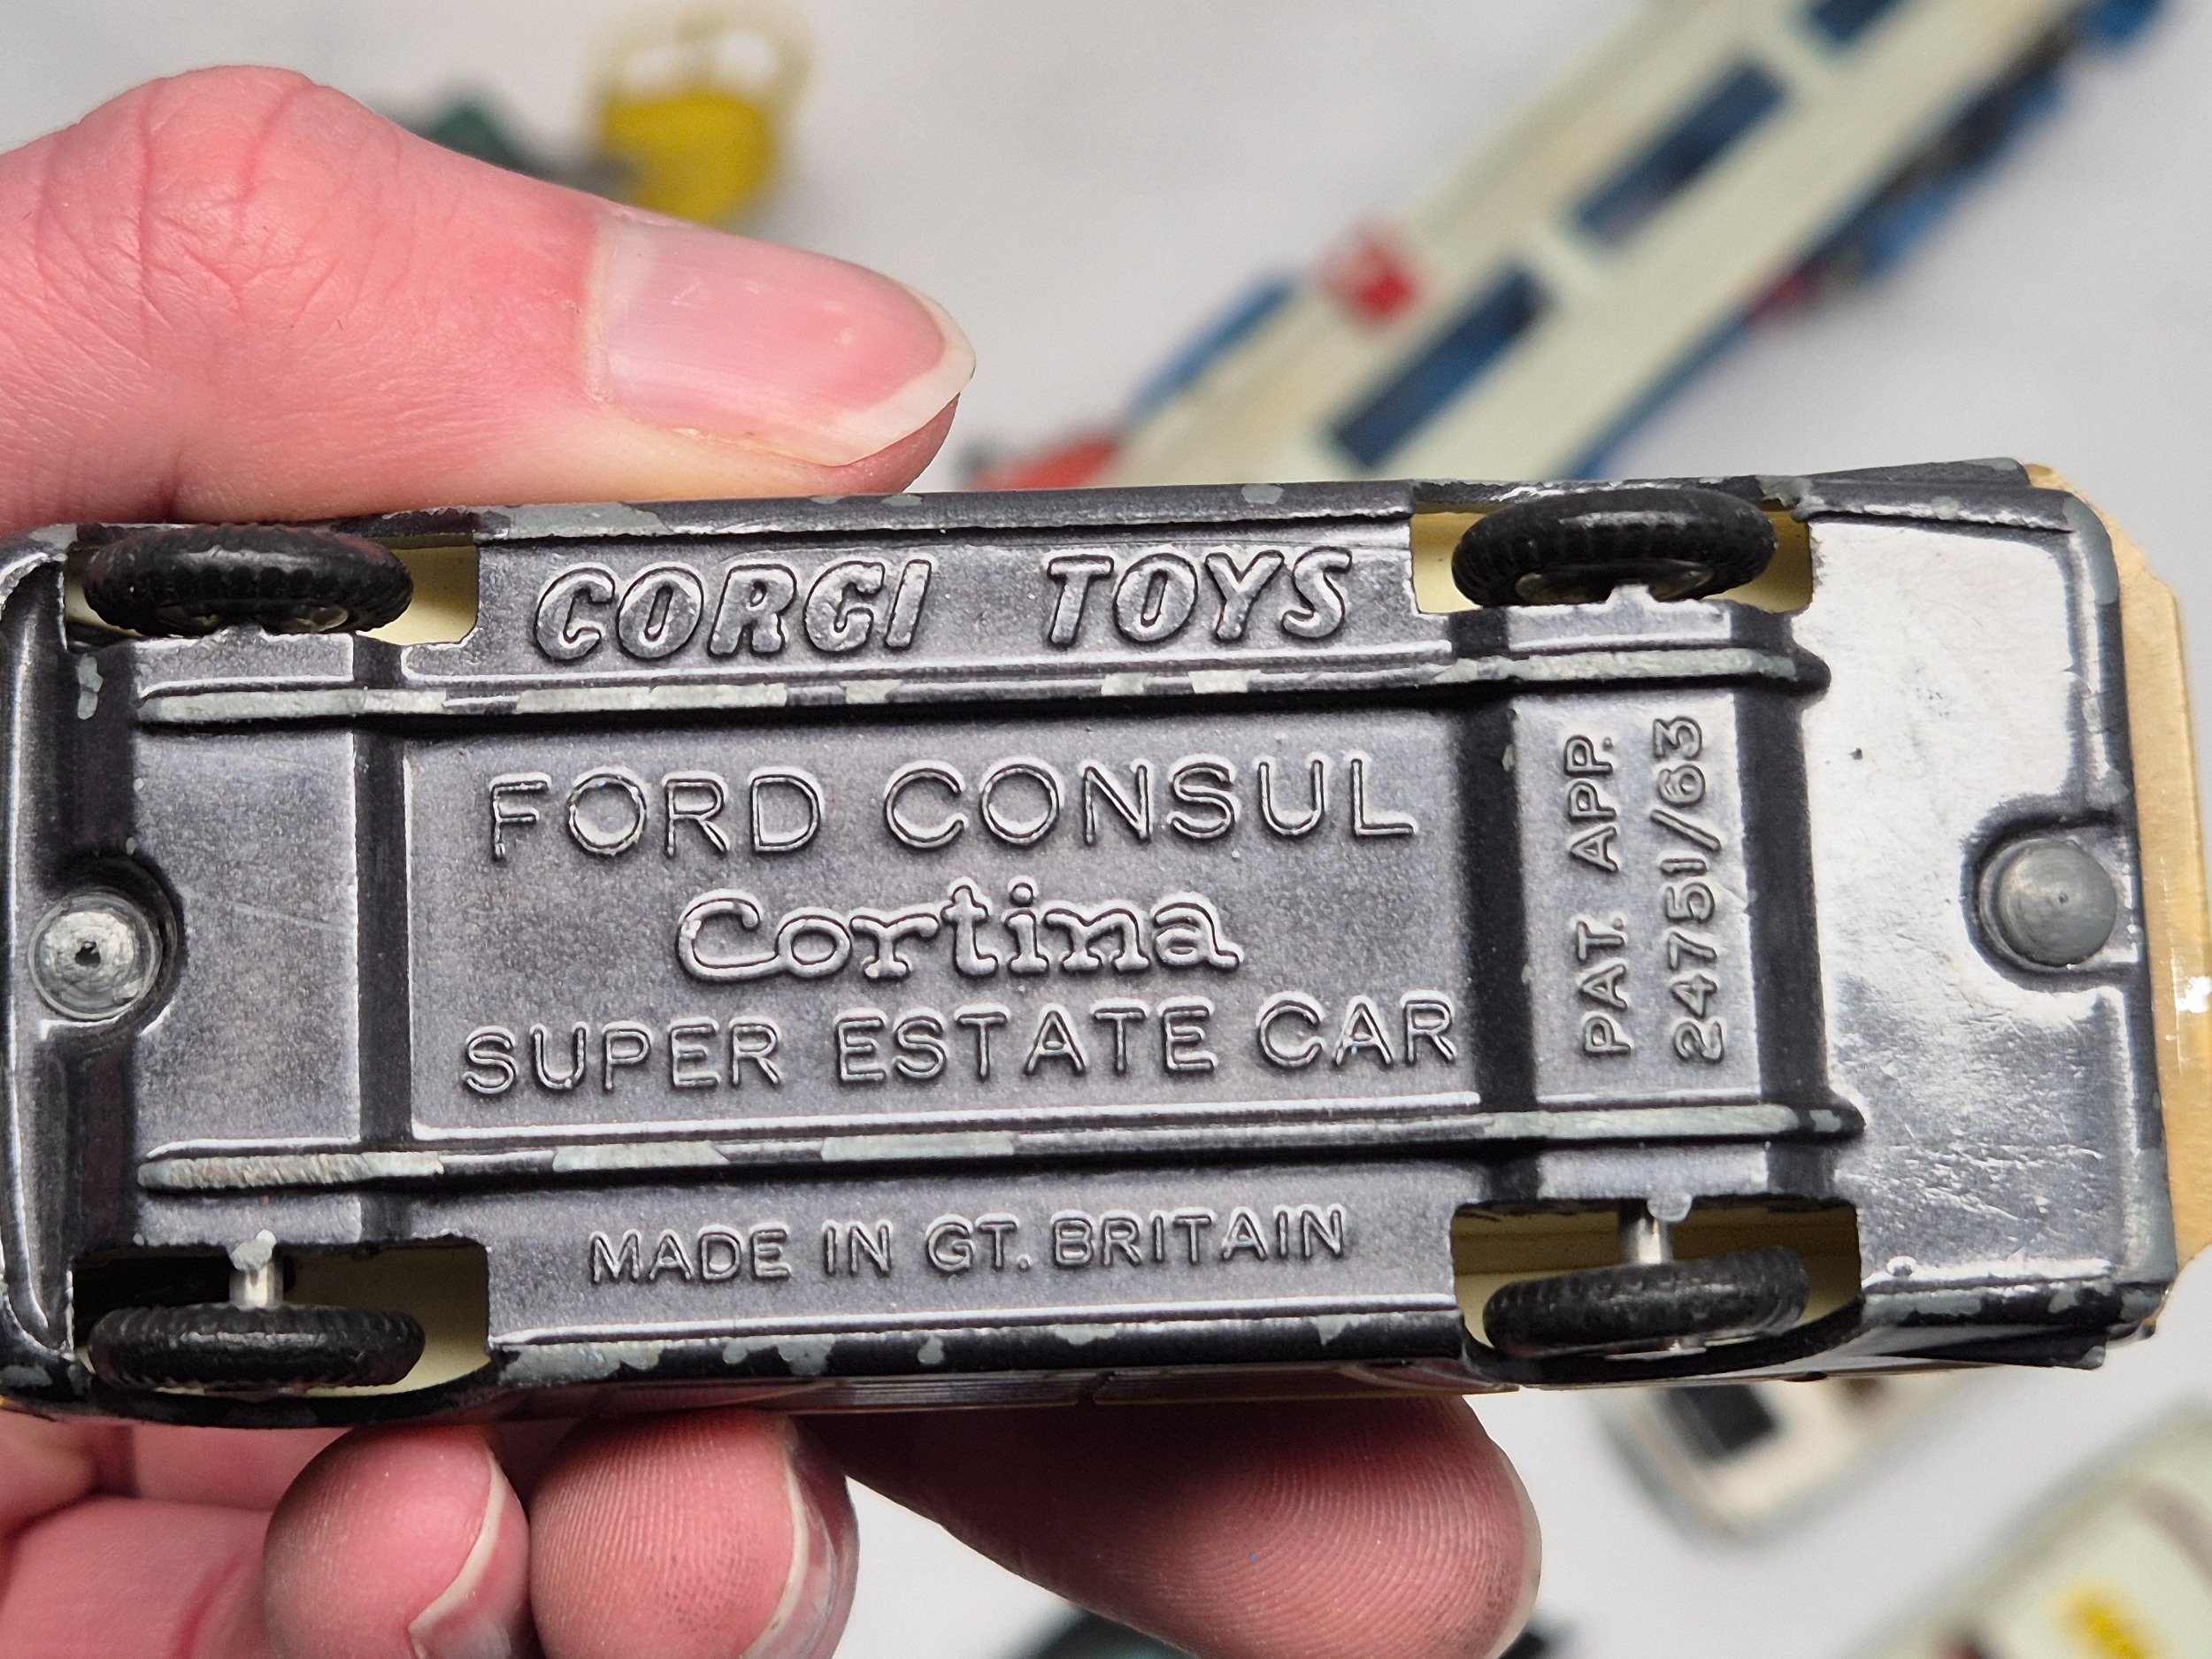 CORGI TOYS
FORD CONSUL
Cortina
SUPER ESTATE CAR
MADE IN GT. BRITAIN
PAT. APP.
24751/63